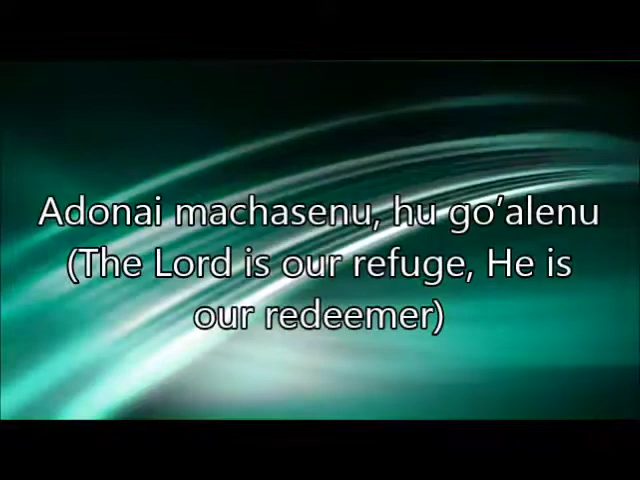 Adonai machasenu, hu go’alenu
(The Lord is our refuge, He is
our redeemer)